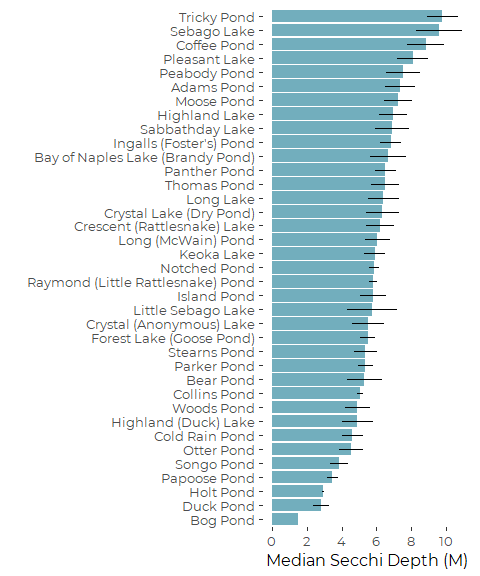 Tricky Pond
Sebago Lake
Coffee Pond
Pleasant Lake
Peabody Pond
Adams Pond
Moose Pond
Highland Lake
Sabbathday Lake
Ingalls (Foster's) Pond
Bay of Naples Lake (Brandy Pond)
Panther Pond
Thomas Pond
Long Lake
Crystal Lake (Dry Pond)
Crescent (Rattlesnake) Lake
Long (McWain) Pond
Keoka Lake
Notched Pond
Raymond (Little Rattlesnake) Pond
Island Pond
Little Sebago Lake
Crystal (Anonymous) Lake
Forest Lake (Goose Pond)
Stearns Pond
Parker Pond
Bear Pond
Collins Pond
Woods Pond
Highland (Duck) Lake
Cold Rain Pond
Otter Pond
Songo Pond
Papoose Pond
Holt Pond
Duck Pond
Bog Pond
0 2 4 6 8 10
Median Secchi Depth (M)